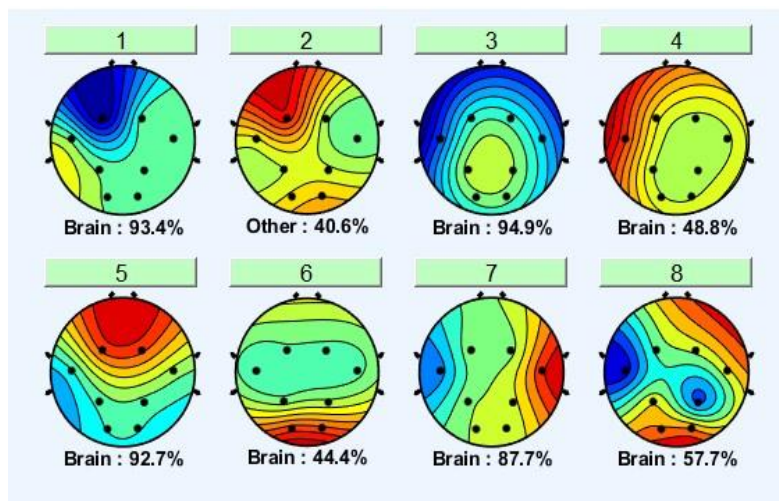 1 2 3 4
Brain : 93.4% Other : 40.6% Brain : 94.9% Brain : 48.8%
5 6 7 8
Brain : 92.7% Brain : 44.4% Brain : 87.7% Brain : 57.7%